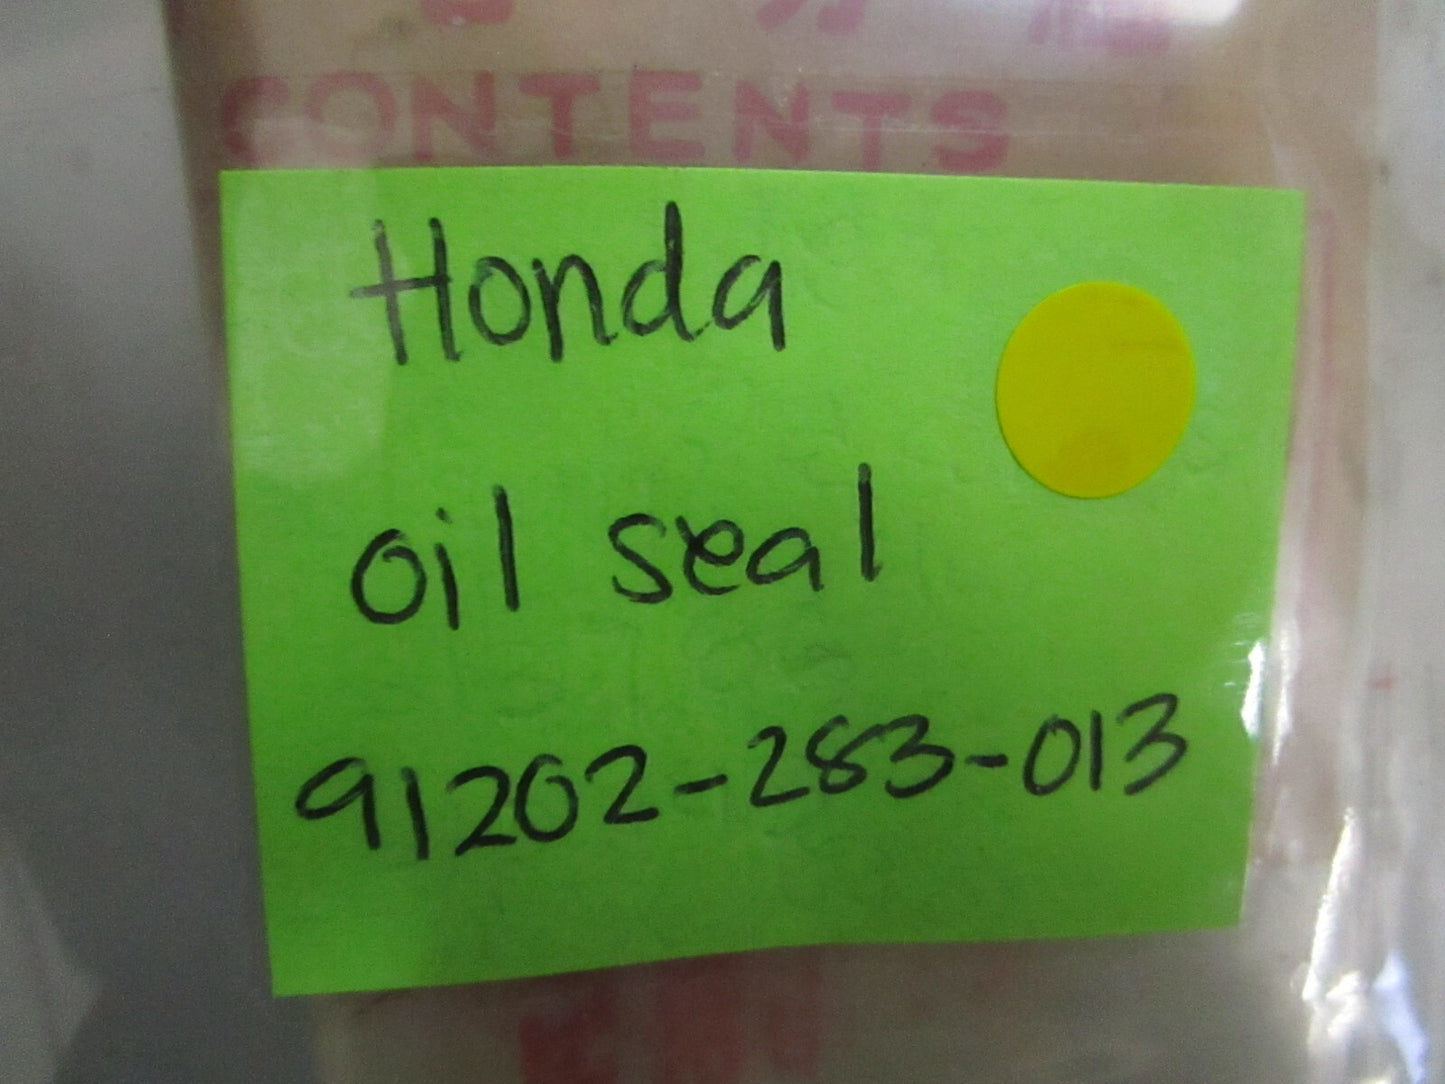 CONTENTS
Honda
oil seal
91202-283-013